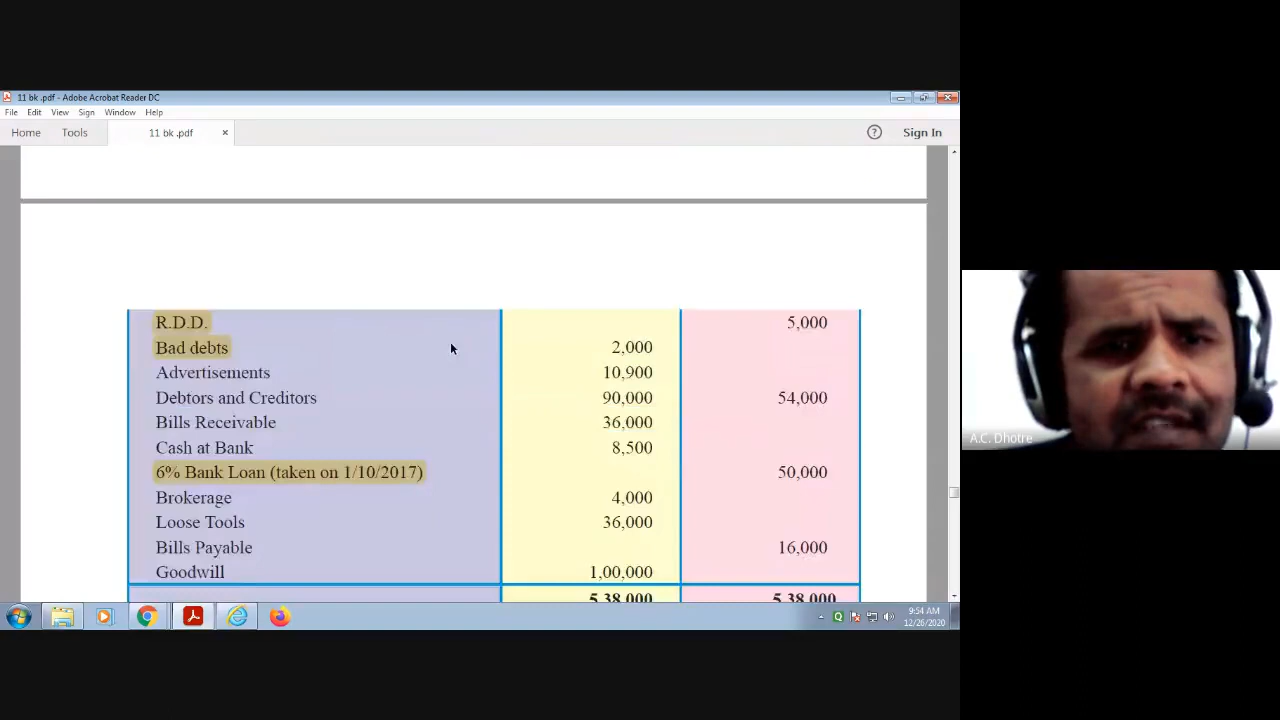 11 bk .pdf - Adobe Acrobat Reader DC
File Edit View Sign Window Help
Home Tools 11 bk .pdf × ? Sign In
R.D.D. 5,000
Bad debts 2,000
Advertisements 10,900
Debtors and Creditors 90,000 54,000
Bills Receivable 36,000
Cash at Bank 8,500
6% Bank Loan (taken on 1/10/2017) 50,000
Brokerage 4,000
Loose Tools 36,000
Bills Payable 16,000
Goodwill 1,00,000
5,38,000 5,38,000
A.C. Dhotre
9:54 AM
12/26/2020